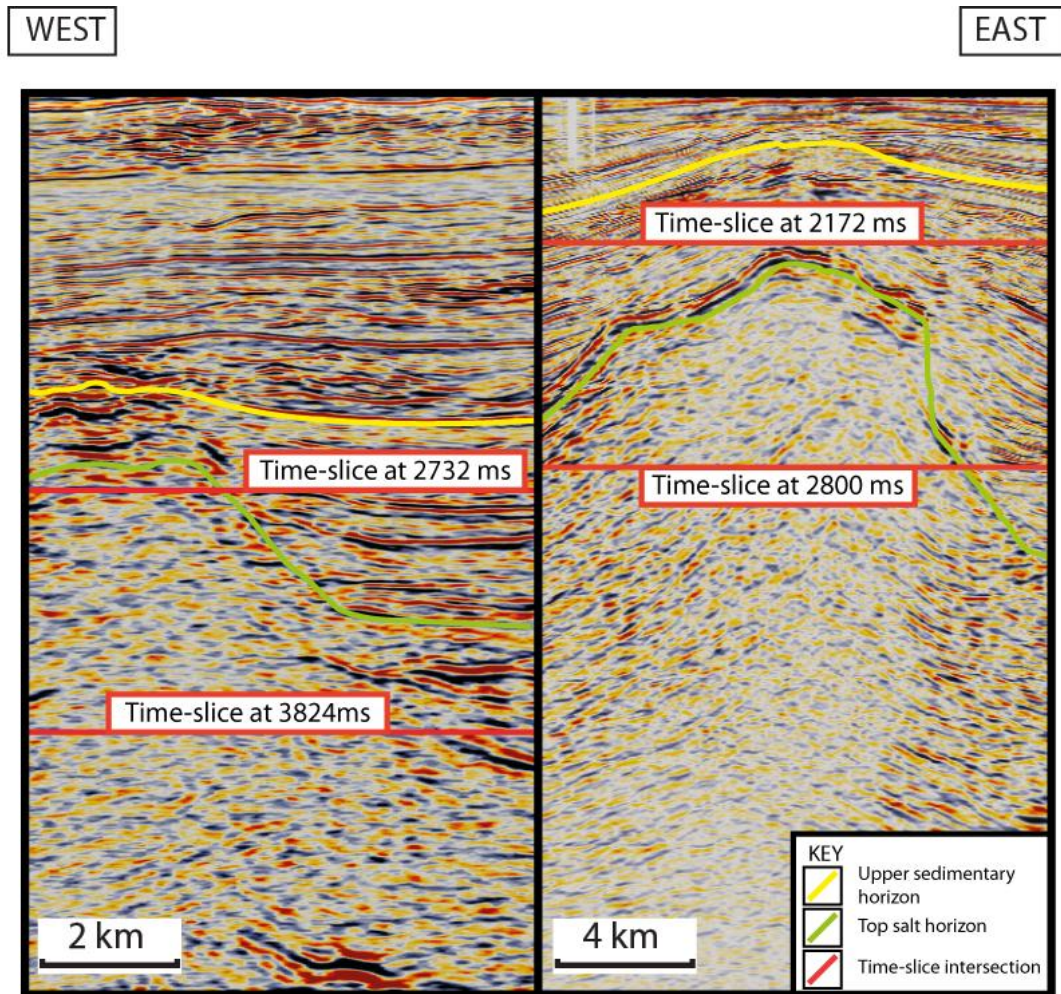 WEST
EAST
Time-slice at 2172 ms
Time-slice at 2732 ms
Time-slice at 2800 ms
Time-slice at 3824ms
KEY
Upper sedimentary
horizon
Top salt horizon
Time-slice intersection
2 km
4 km